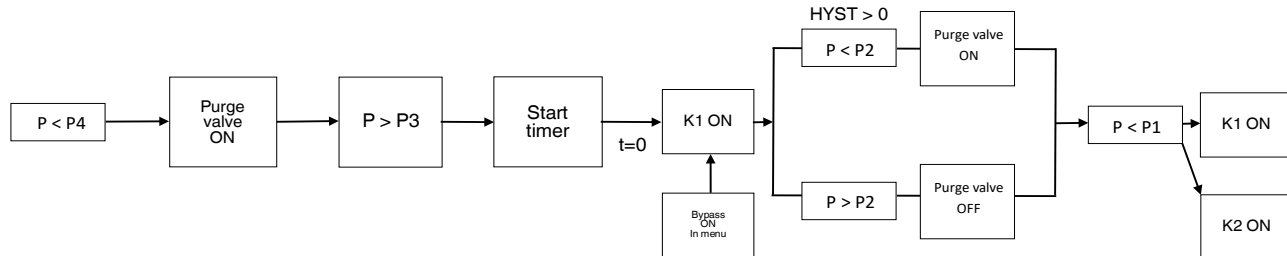 P < P4
Purge
valve
ON
P > P3
Start
timer
t=0
K1 ON
Bypass
ON
In menu
HYST > 0
P < P2
Purge valve
ON
P > P2
Purge valve
OFF
P < P1
K1 ON
K2 ON